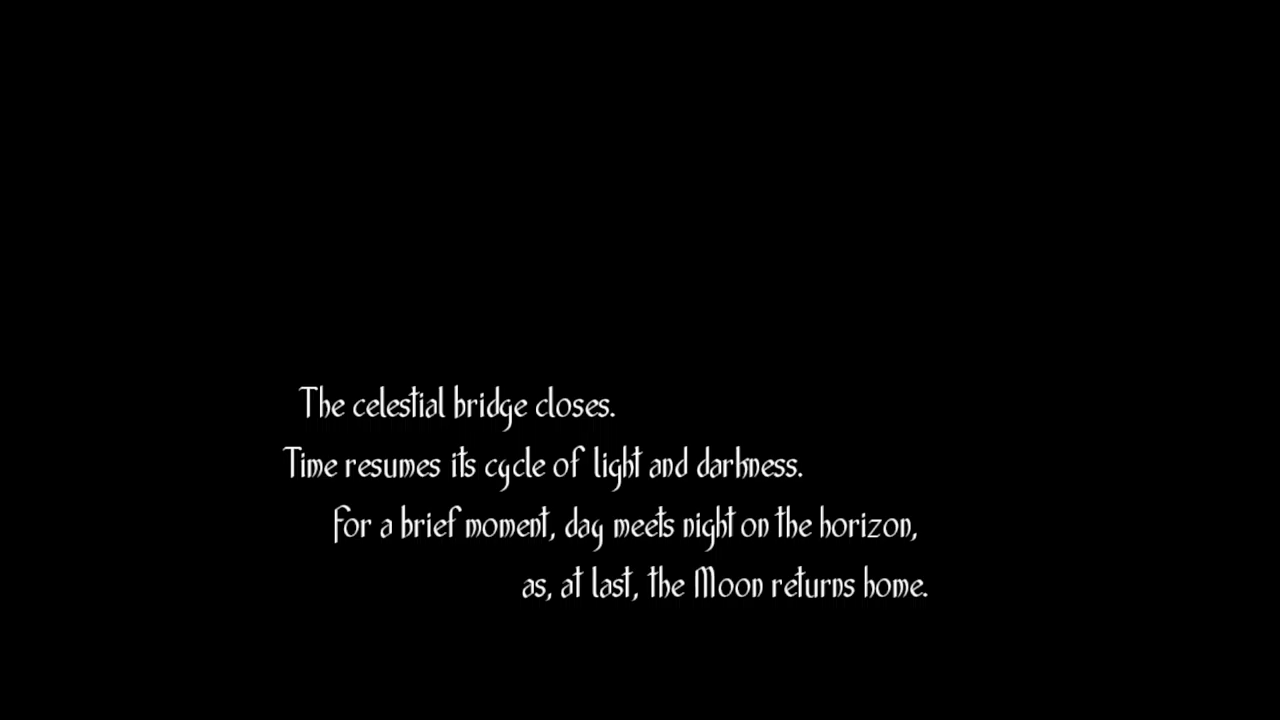 The celestial bridge closes.
Time resumes its cycle of light and darkness.
For a brief moment, day meets night on the horizon,
as, at last, the Moon returns home.